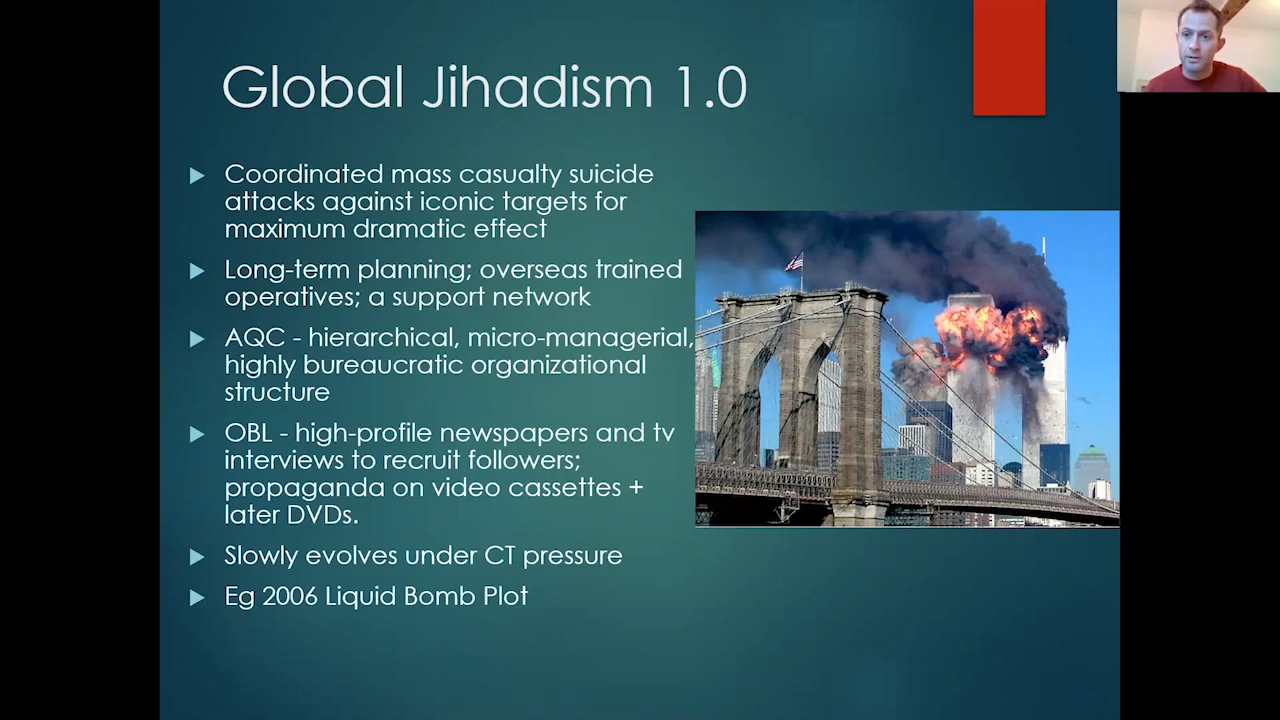 Global Jihadism 1.0
Coordinated mass casualty suicide
attacks against iconic targets for
maximum dramatic effect
Long-term planning; overseas trained
operatives; a support network
AQC - hierarchical, micro-managerial,
highly bureaucratic organizational
structure
OBL - high-profile newspapers and tv
interviews to recruit followers;
propaganda on video cassettes +
later DVDs.
Slowly evolves under CT pressure
Eg 2006 Liquid Bomb Plot